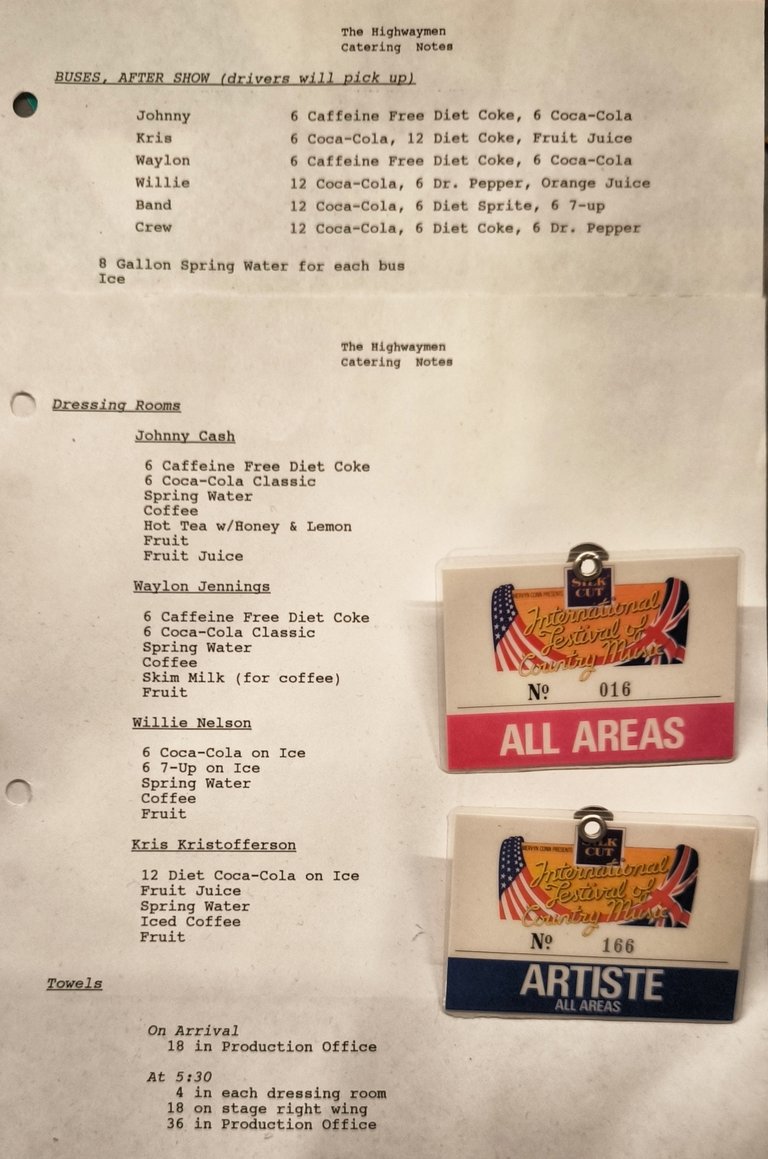 The Highwaymen
Catering Notes
BUSES, AFTER SHOW (drivers will pick up)
Johnny 6 Caffeine Free Diet Coke, 6 Coca-Cola
Kris 6 Coca-Cola, 12 Diet Coke, Fruit Juice
Waylon 6 Caffeine Free Diet Coke, 6 Coca-Cola
Willie 12 Coca-Cola, 6 Dr. Pepper, Orange Juice
Band 12 Coca-Cola, 6 Diet Sprite, 6 7-up
Crew 12 Coca-Cola, 6 Diet Coke, 6 Dr. Pepper
8 Gallon Spring Water for each bus
Ice
The Highwaymen
Catering Notes
Dressing Rooms
Johnny Cash
6 Caffeine Free Diet Coke
6 Coca-Cola Classic
Spring Water
Coffee
Hot Tea w/Honey & Lemon
Fruit
Fruit Juice
Waylon Jennings
6 Caffeine Free Diet Coke
6 Coca-Cola Classic
Spring Water
Coffee
Skim Milk (for coffee)
Fruit
Willie Nelson
6 Coca-Cola on Ice
6 7-Up on Ice
Spring Water
Coffee
Fruit
Kris Kristofferson
12 Diet Coca-Cola on Ice
Fruit Juice
Spring Water
Iced Coffee
Fruit
Towels
On Arrival
18 in Production Office
At 5:30
4 in each dressing room
18 on stage right wing
36 in Production Office
SILK
CUT
MERVYN CONN PRESENTS
International
Festival of
Country Music
No 016
ALL AREAS
SILK
CUT
MERVYN CONN PRESENTS
International
Festival of
Country Music
No 166
ARTISTE
ALL AREAS